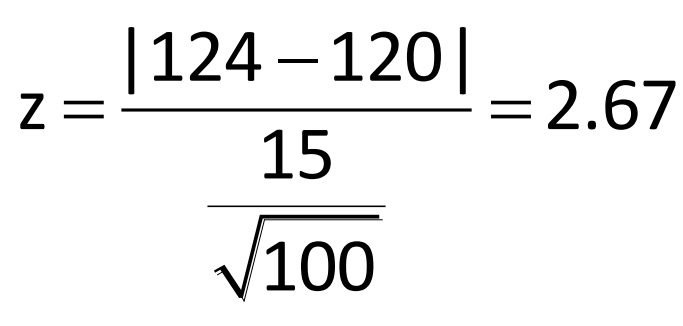 z = |124 – 120| / (15 / √100) = 2.67